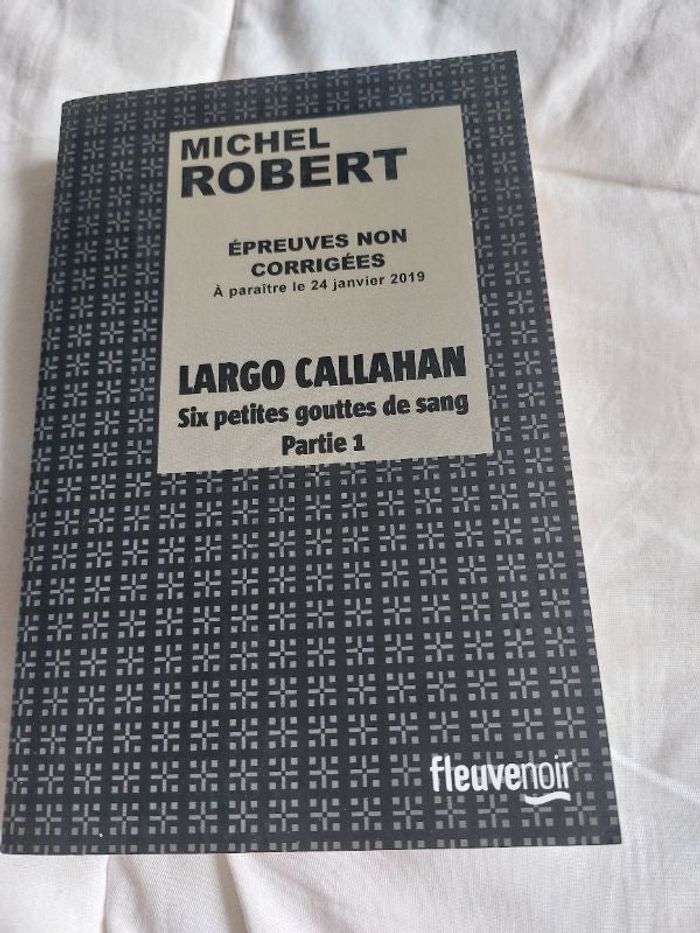 MICHEL
ROBERT
ÉPREUVES NON
CORRIGÉES
À paraître le 24 janvier 2019
LARGO CALLAHAN
Six petites gouttes de sang
Partie 1
fleuvenoir